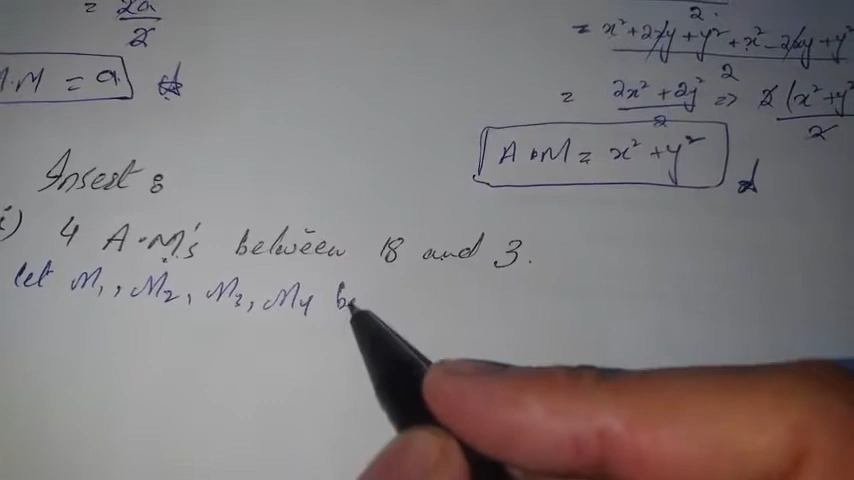 = 2a/2
A.M = a
= x² + 2xy + y² + x² - 2xy + y²
2
= 2x² + 2y² / 2 => 2(x² + y²) / 2
A.M = x² + y²
Insert :
i) 4 A.M's between 18 and 3.
let M₁, M₂, M₃, M₄ be